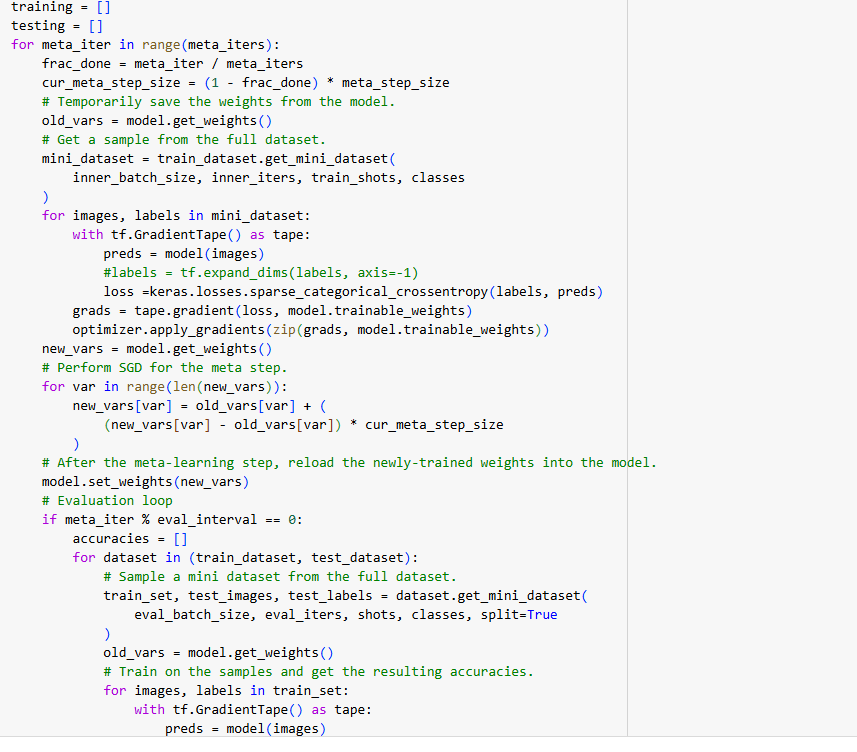 training = []
testing = []
for meta_iter in range(meta_iters):
    frac_done = meta_iter / meta_iters
    cur_meta_step_size = (1 - frac_done) * meta_step_size
    # Temporarily save the weights from the model.
    old_vars = model.get_weights()
    # Get a sample from the full dataset.
    mini_dataset = train_dataset.get_mini_dataset(
        inner_batch_size, inner_iters, train_shots, classes
    )
    for images, labels in mini_dataset:
        with tf.GradientTape() as tape:
            preds = model(images)
            #labels = tf.expand_dims(labels, axis=-1)
            loss =keras.losses.sparse_categorical_crossentropy(labels, preds)
        grads = tape.gradient(loss, model.trainable_weights)
        optimizer.apply_gradients(zip(grads, model.trainable_weights))
    new_vars = model.get_weights()
    # Perform SGD for the meta step.
    for var in range(len(new_vars)):
        new_vars[var] = old_vars[var] + (
            (new_vars[var] - old_vars[var]) * cur_meta_step_size
        )
    # After the meta-learning step, reload the newly-trained weights into the model.
    model.set_weights(new_vars)
    # Evaluation loop
    if meta_iter % eval_interval == 0:
        accuracies = []
        for dataset in (train_dataset, test_dataset):
            # Sample a mini dataset from the full dataset.
            train_set, test_images, test_labels = dataset.get_mini_dataset(
                eval_batch_size, eval_iters, shots, classes, split=True
            )
            old_vars = model.get_weights()
            # Train on the samples and get the resulting accuracies.
            for images, labels in train_set:
                with tf.GradientTape() as tape:
                    preds = model(images)